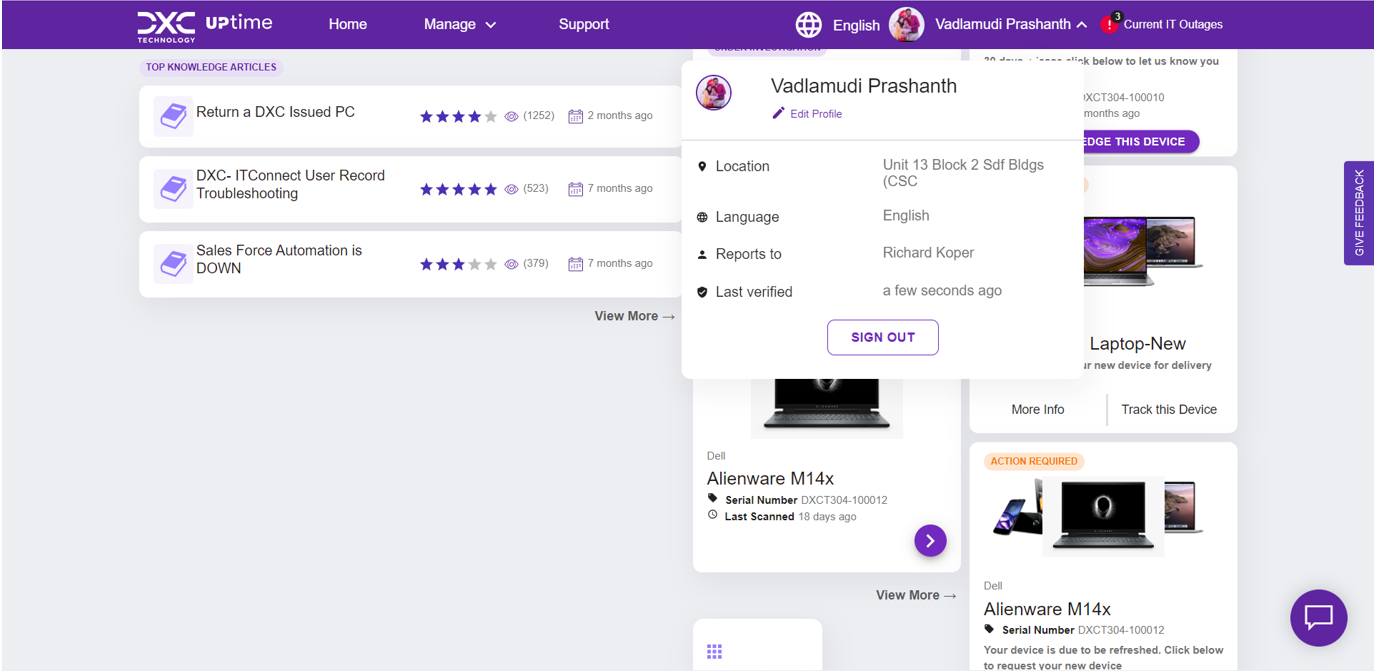 DXC
TECHNOLOGY
UPtime
Home
Manage
Support
English
Vadlamudi Prashanth
3
Current IT Outages
TOP KNOWLEDGE ARTICLES
Return a DXC Issued PC
(1252)
2 months ago
DXC- ITConnect User Record
Troubleshooting
(523)
7 months ago
Sales Force Automation is
DOWN
(379)
7 months ago
View More →
Vadlamudi Prashanth
Edit Profile
Location
Unit 13 Block 2 Sdf Bldgs
(CSC
Language
English
Reports to
Richard Koper
Last verified
a few seconds ago
SIGN OUT
Dell
Alienware M14x
Serial Number DXCT304-100012
Last Scanned 18 days ago
View More →
click below to let us know you
DXCT304-100010
months ago
EDGE THIS DEVICE
Laptop-New
ur new device for delivery
More Info
Track this Device
ACTION REQUIRED
Dell
Alienware M14x
Serial Number DXCT304-100012
Your device is due to be refreshed. Click below
to request your new device
GIVE FEEDBACK